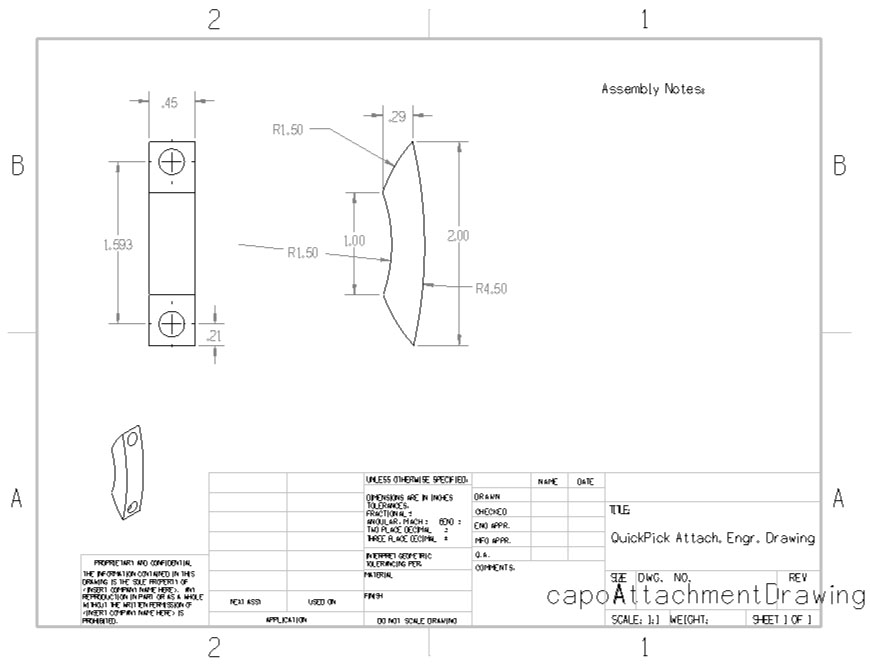 2
1
Assembly Notes:
.45
.29
R1.50
B
B
1.593
1.00
2.00
R1.50
R4.50
.21
A
A
UNLESS OTHERWISE SPECIFIED:
NAME
DATE
DIMENSIONS ARE IN INCHES
TOLERANCES:
FRACTIONAL ±
ANGULAR: MACH ± BEND ±
TWO PLACE DECIMAL ±
THREE PLACE DECIMAL ±
DRAWN
CHECKED
ENG APPR.
MFG APPR.
Q.A.
COMMENTS:
TITLE:
QuickPick Attach. Engr. Drawing
INTERPRET GEOMETRIC
TOLERANCING PER:
MATERIAL
FINISH
PROPRIETARY AND CONFIDENTIAL
THE INFORMATION CONTAINED IN THIS
DRAWING IS THE SOLE PROPERTY OF
<INSERT COMPANY NAME HERE>. ANY
REPRODUCTION IN PART OR AS A WHOLE
WITHOUT THE WRITTEN PERMISSION OF
<INSERT COMPANY NAME HERE> IS
PROHIBITED.
NEXT ASSY
USED ON
APPLICATION
DO NOT SCALE DRAWING
SIZE DWG. NO. REV
A
capoAttachmentDrawing
SCALE: 1:1 WEIGHT: SHEET 1 OF 1
2
1